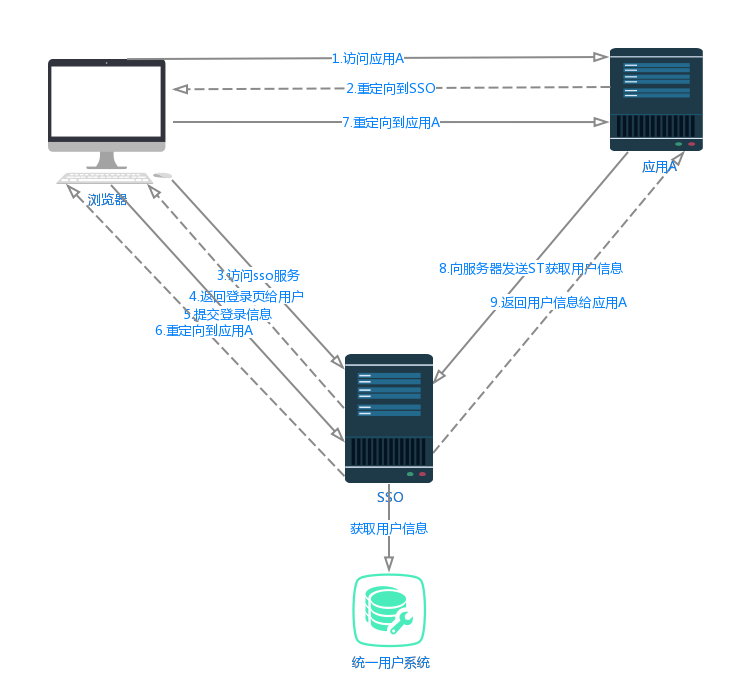 1.访问应用A
2.重定向到SSO
7.重定向到应用A
应用A
浏览器
8.向服务器发送ST获取用户信息
3.访问sso服务
4.返回登录页给用户
9.返回用户信息给应用A
5.提交登录信息
6.重定向到应用A
SSO
获取用户信息
统一用户系统